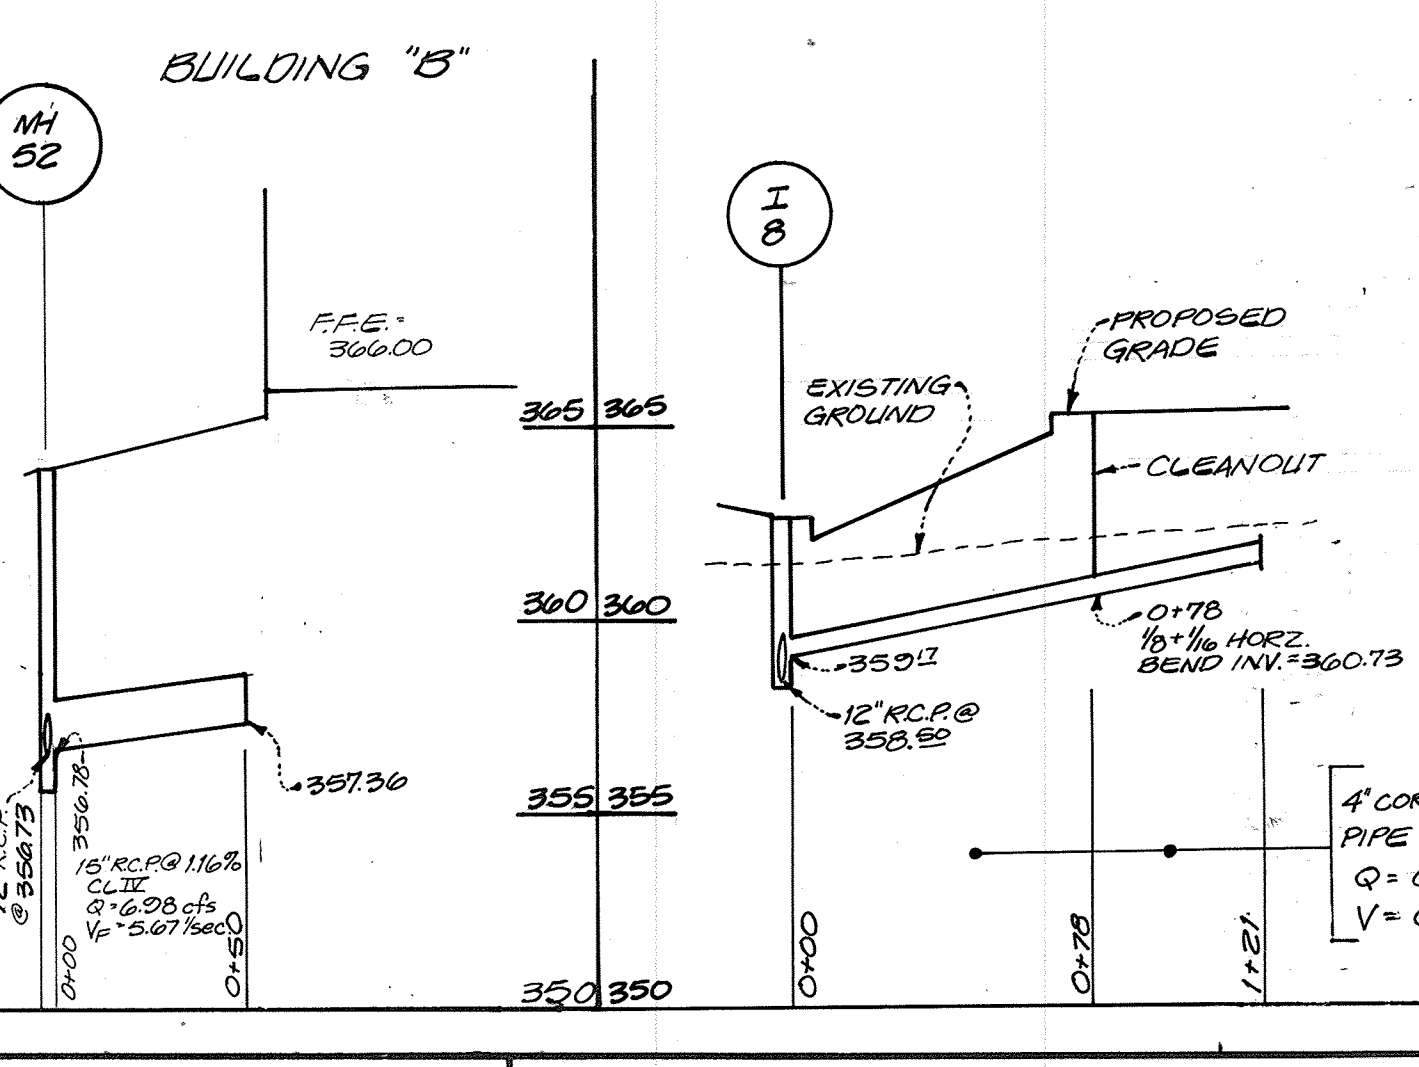 BUILDING "B"
MH
52
F.F.E. =
366.00
357.36
356.78
12" R.C.P.
@ 356.73
15" R.C.P. @ 1.16%
CL IV
Q = 6.98 cfs
VF = 5.67 '/sec.
0+00
0+50
365 365
360 360
355 355
350 350
I
8
PROPOSED
GRADE
EXISTING
GROUND
CLEANOUT
0+78
1/8 + 1/16 HORZ.
BEND INV. = 360.73
359.17
12" R.C.P. @
358.50
4" COR
PIPE
Q =
V =
0+00
0+78
1+21